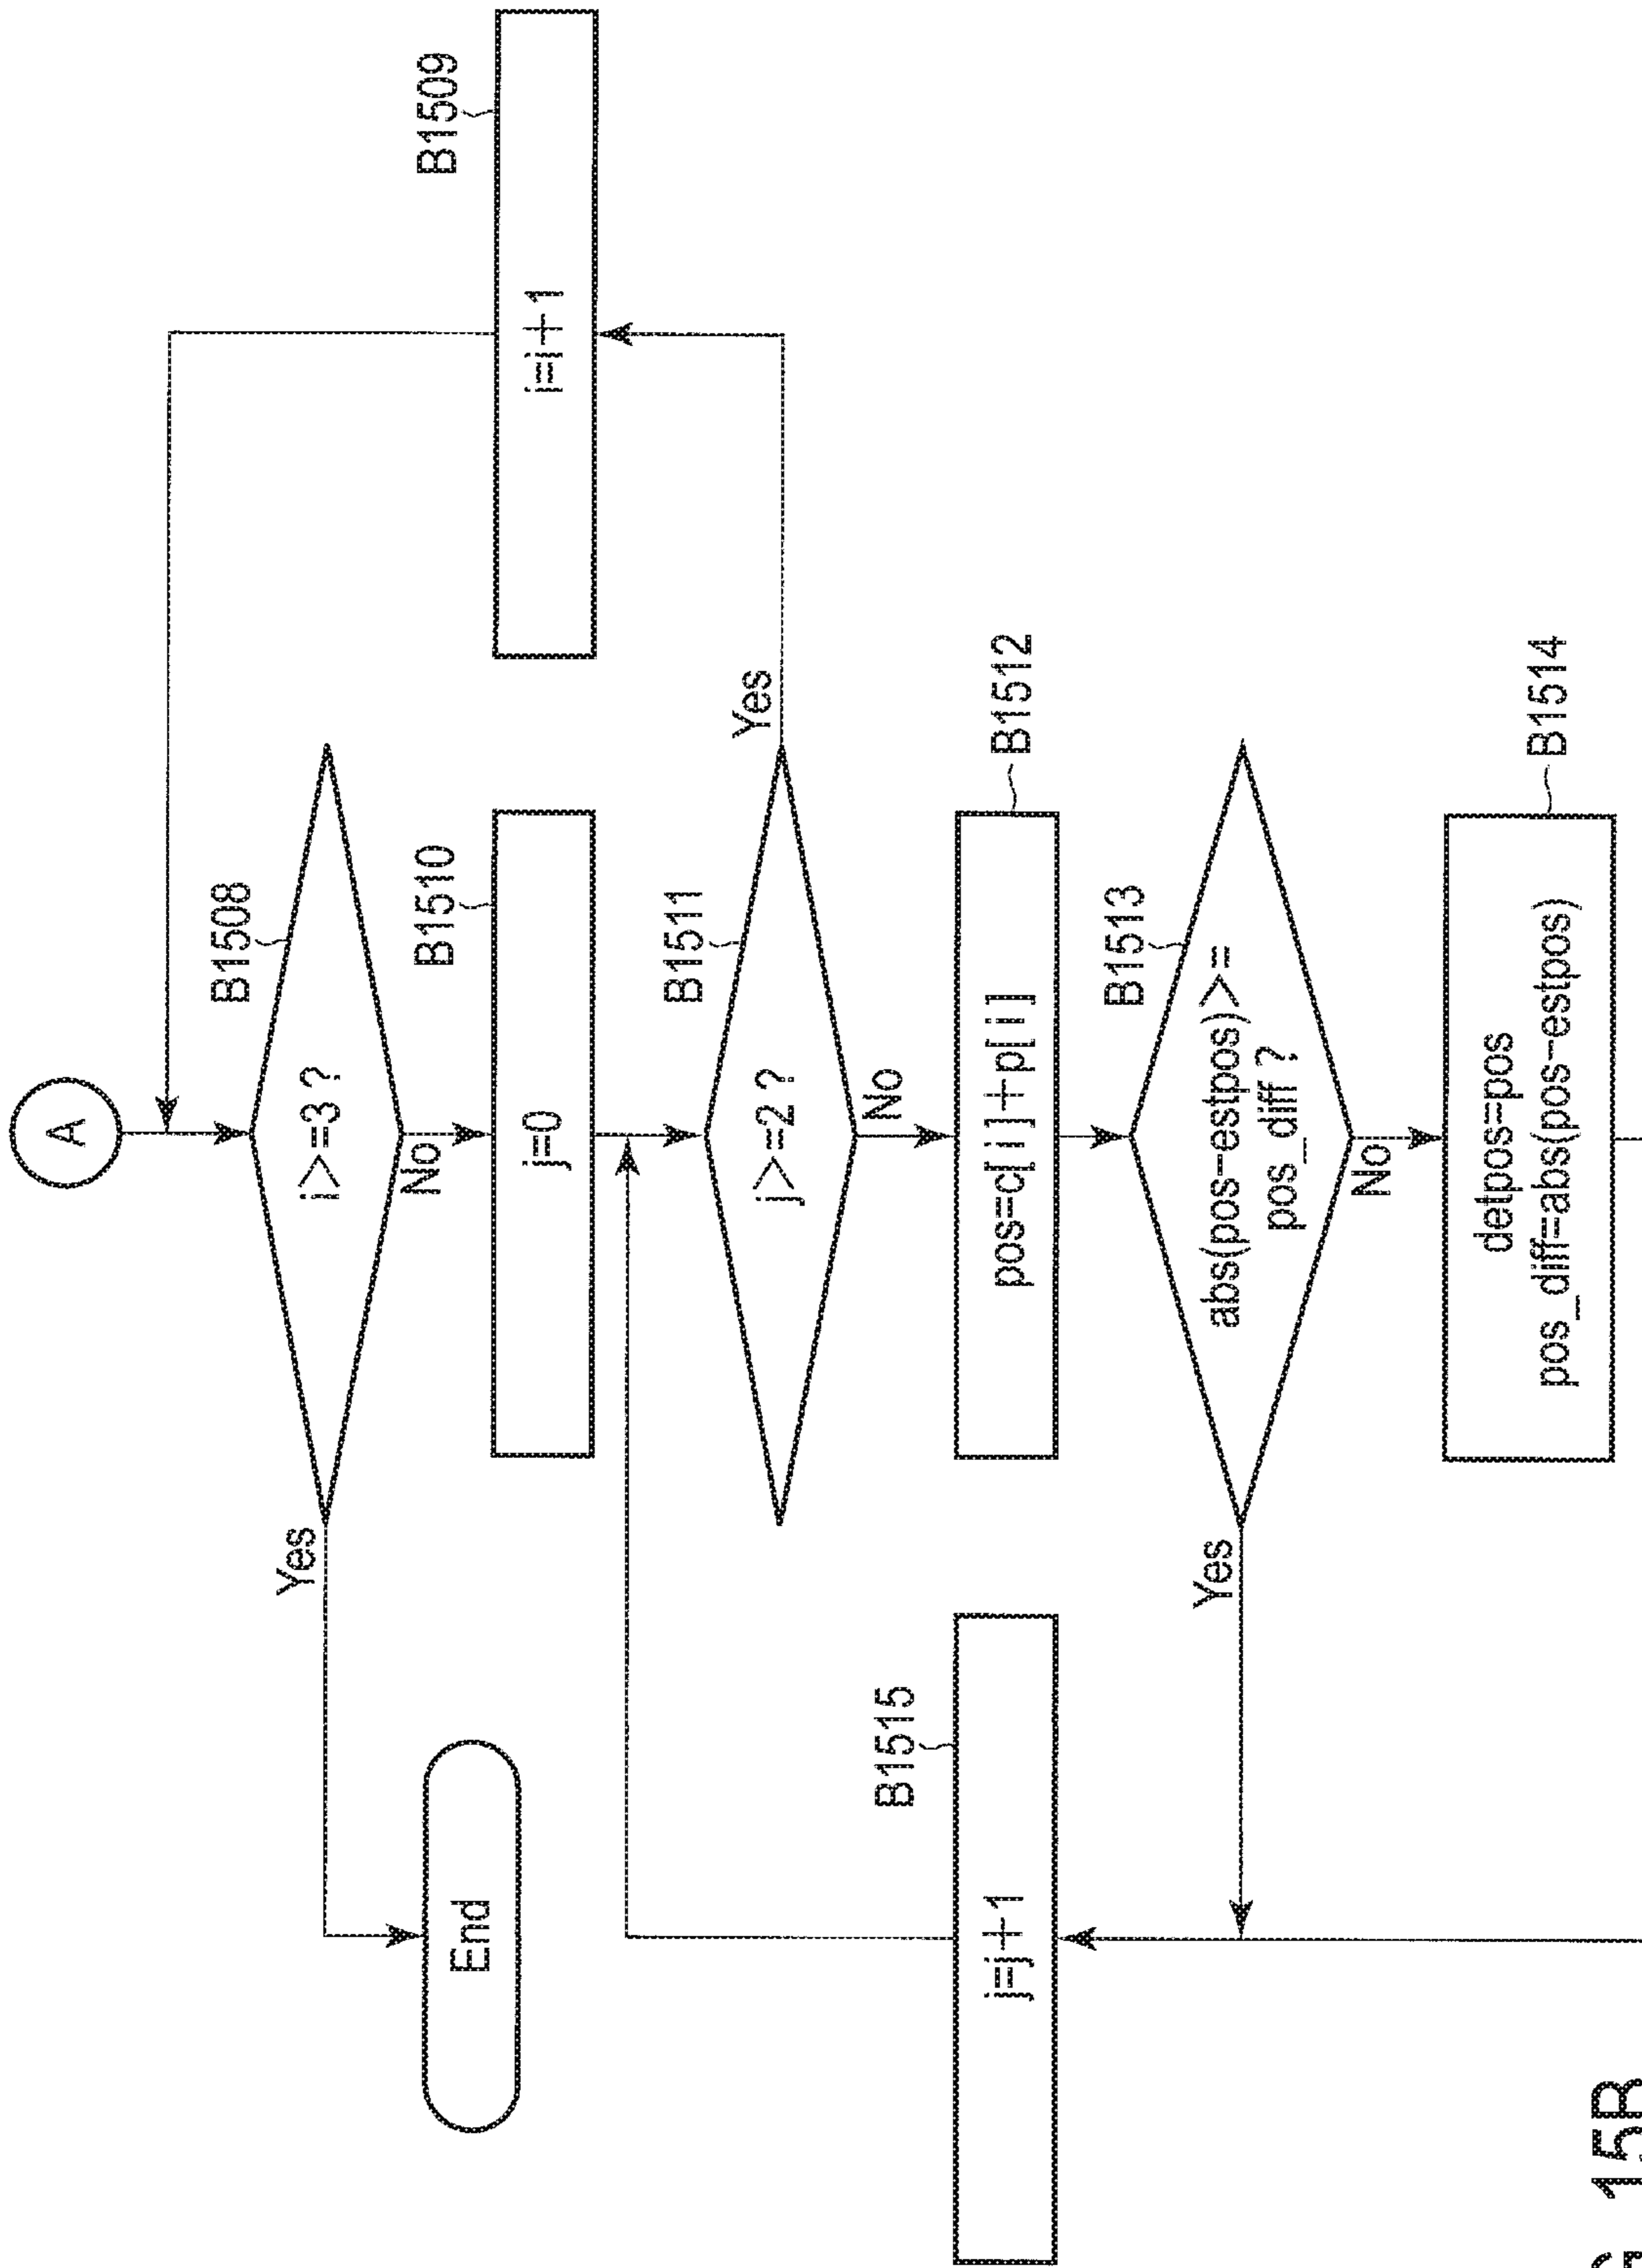 A
B1508
i>=3 ?
Yes
No
End
B1509
i=i+1
B1510
j=0
B1511
j>=2 ?
Yes
No
B1512
pos=c[ i ]+p[ i ]
B1513
abs(pos-estpos)>=
pos_diff ?
Yes
No
B1514
detpos=pos
pos_diff=abs(pos-estpos)
B1515
j=j+1
15B